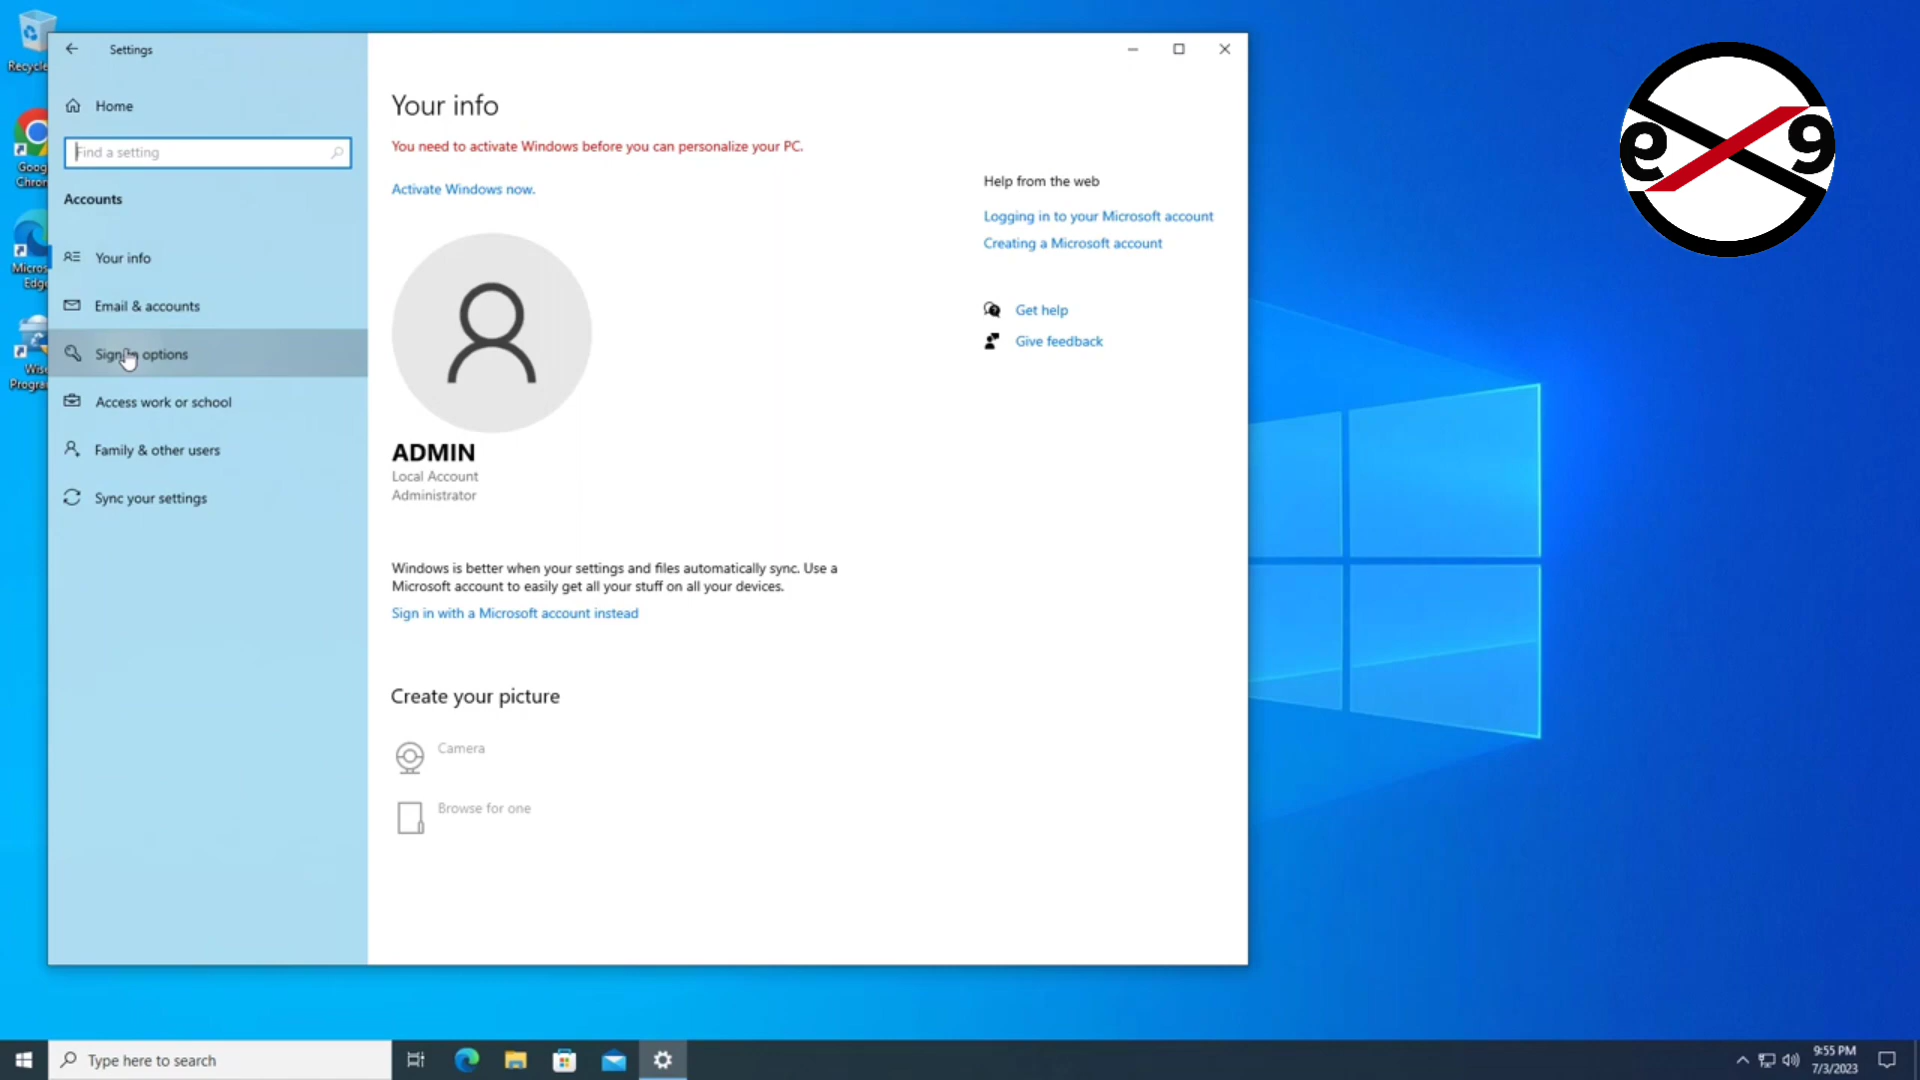 Settings
Home
Find a setting
Accounts
Your info
Email & accounts
options
Access work or school
Family & other users
Sync your settings
Your info
You need to activate Windows before you can personalize your PC.
Activate Windows now.
ADMIN
Local Account
Administrator
Windows is better when your settings and files automatically sync. Use a
Microsoft account to easily get all your stuff on all your devices.
Sign in with a Microsoft account instead
Create your picture
Camera
Browse for one
Help from the web
Logging in to your Microsoft account
Creating a Microsoft account
Get help
Give feedback
Type here to search
9:55 PM
7/3/2023